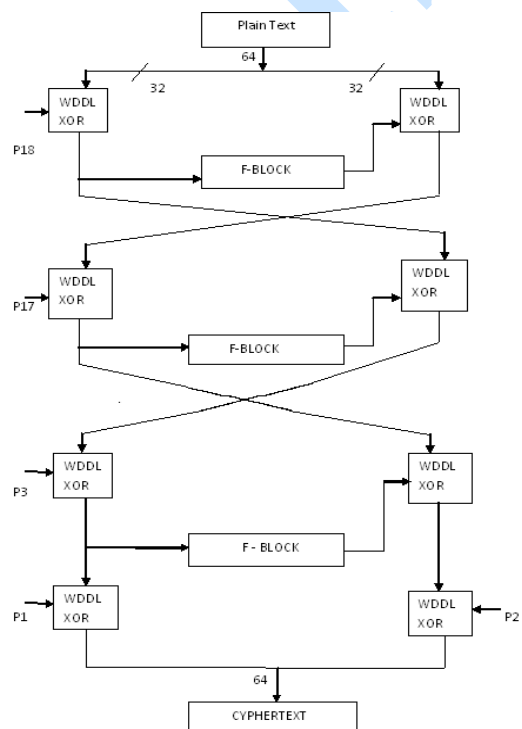 Plain Text
64
32
32
WDDL
XOR
WDDL
XOR
P18
F-BLOCK
WDDL
XOR
WDDL
XOR
P17
F-BLOCK
WDDL
XOR
WDDL
XOR
P3
F - BLOCK
WDDL
XOR
WDDL
XOR
P1
P2
64
CYPHERTEXT